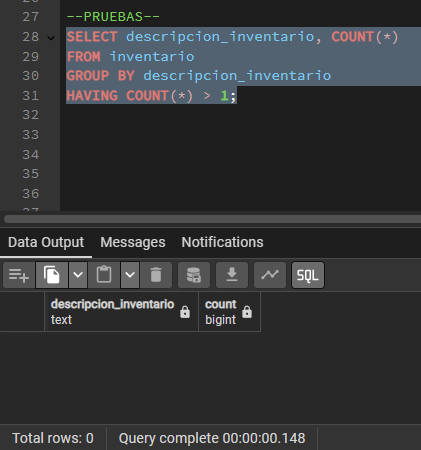 27 --PRUEBAS--
28 SELECT descripcion_inventario, COUNT(*)
29 FROM inventario
30 GROUP BY descripcion_inventario
31 HAVING COUNT(*) > 1;
32
33
34
35
36
Data Output Messages Notifications
SQL
descripcion_inventario count
text bigint
Total rows: 0 Query complete 00:00:00.148